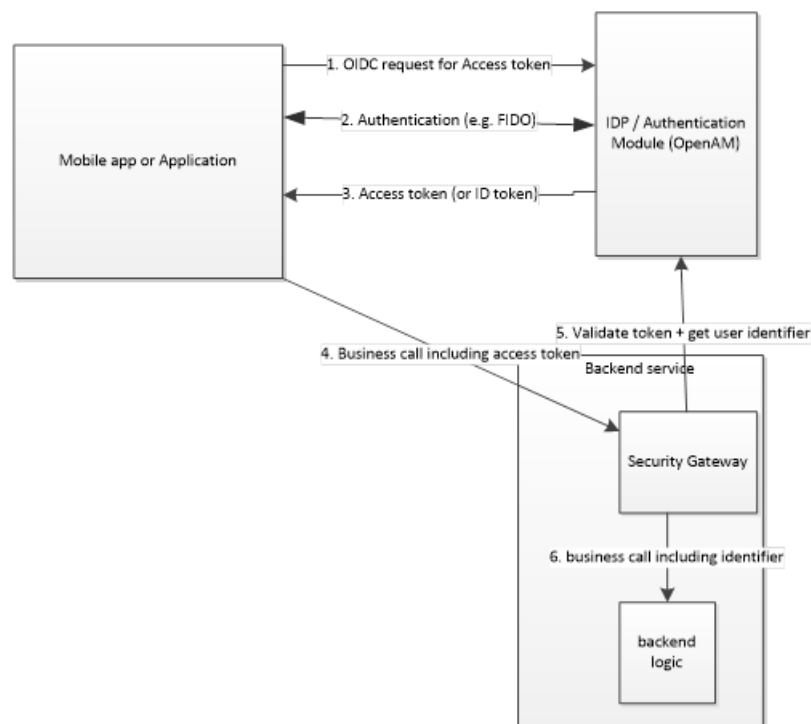 1. OIDC request for Access token
2. Authentication (e.g. FIDO)
Mobile app or Application
IDP / Authentication
Module (OpenAM)
3. Access token (or ID token)
5. Validate token + get user identifier
4. Business call including access token
Backend service
Security Gateway
6. business call including identifier
backend
logic